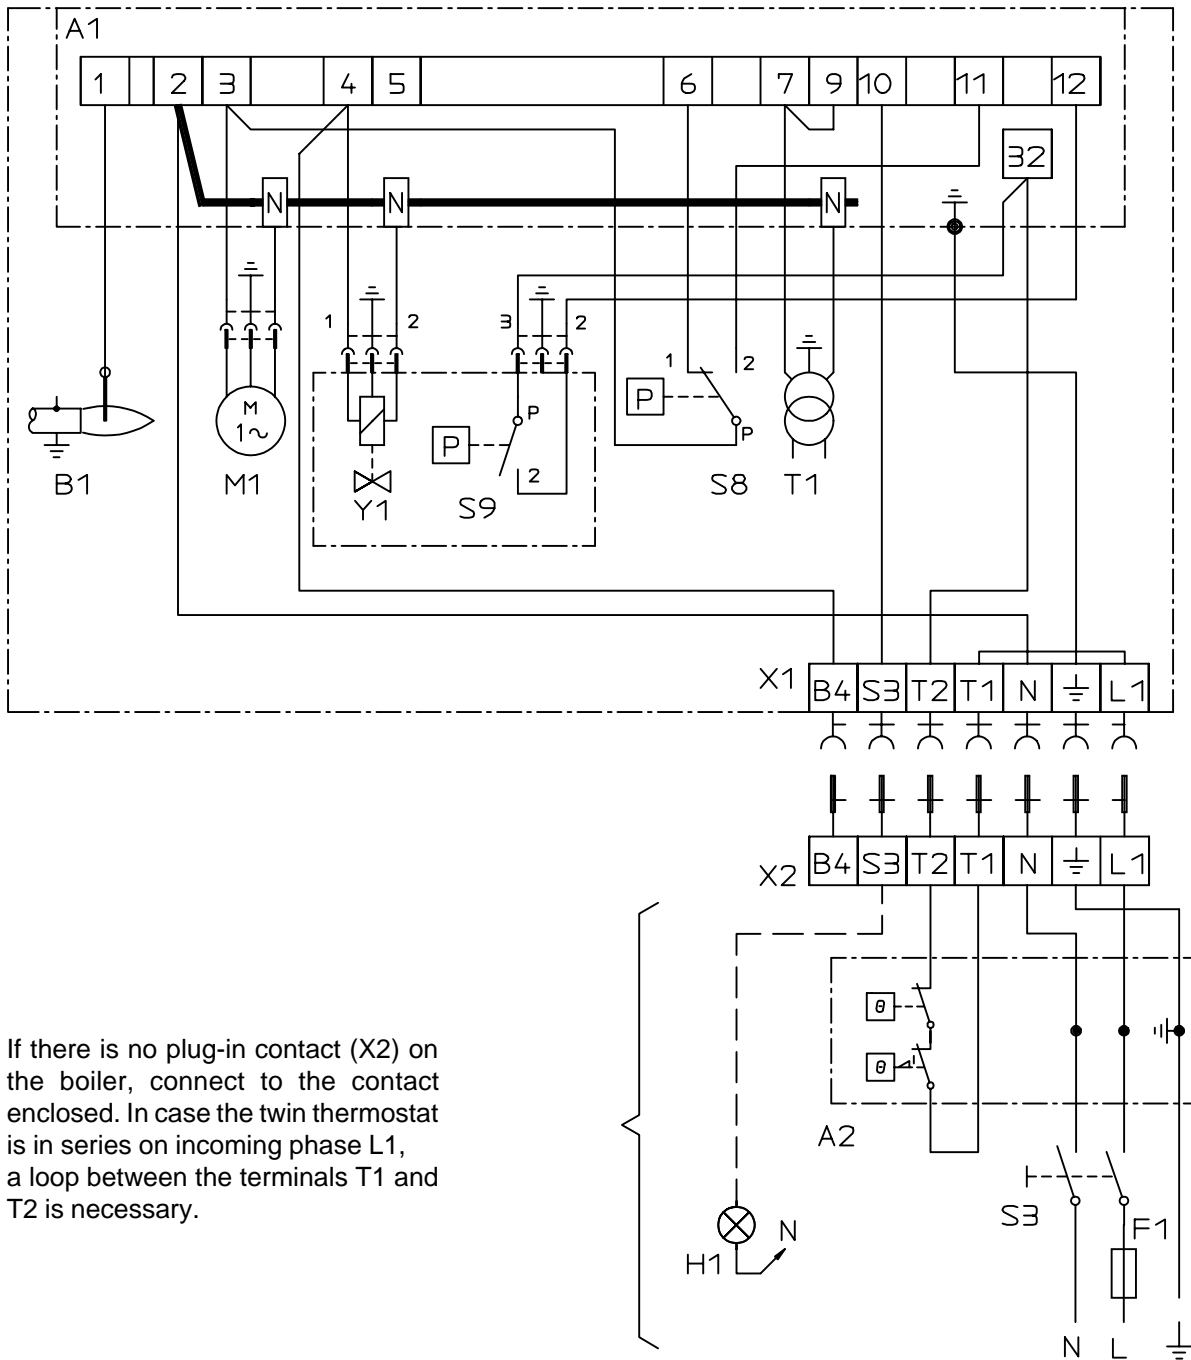 A1
1 2 3 4 5 6 7 9 10 11 12
32
N N N
1 2 3 2
1 2
M
1~
P
P
P
P
2
B1 M1 Y1 S9 S8 T1
X1 B4 S3 T2 T1 N L1
X2 B4 S3 T2 T1 N L1
θ
θ
A2
If there is no plug-in contact (X2) on
the boiler, connect to the contact
enclosed. In case the twin thermostat
is in series on incoming phase L1,
a loop between the terminals T1 and
T2 is necessary.
S3 F1
H1 N
N L